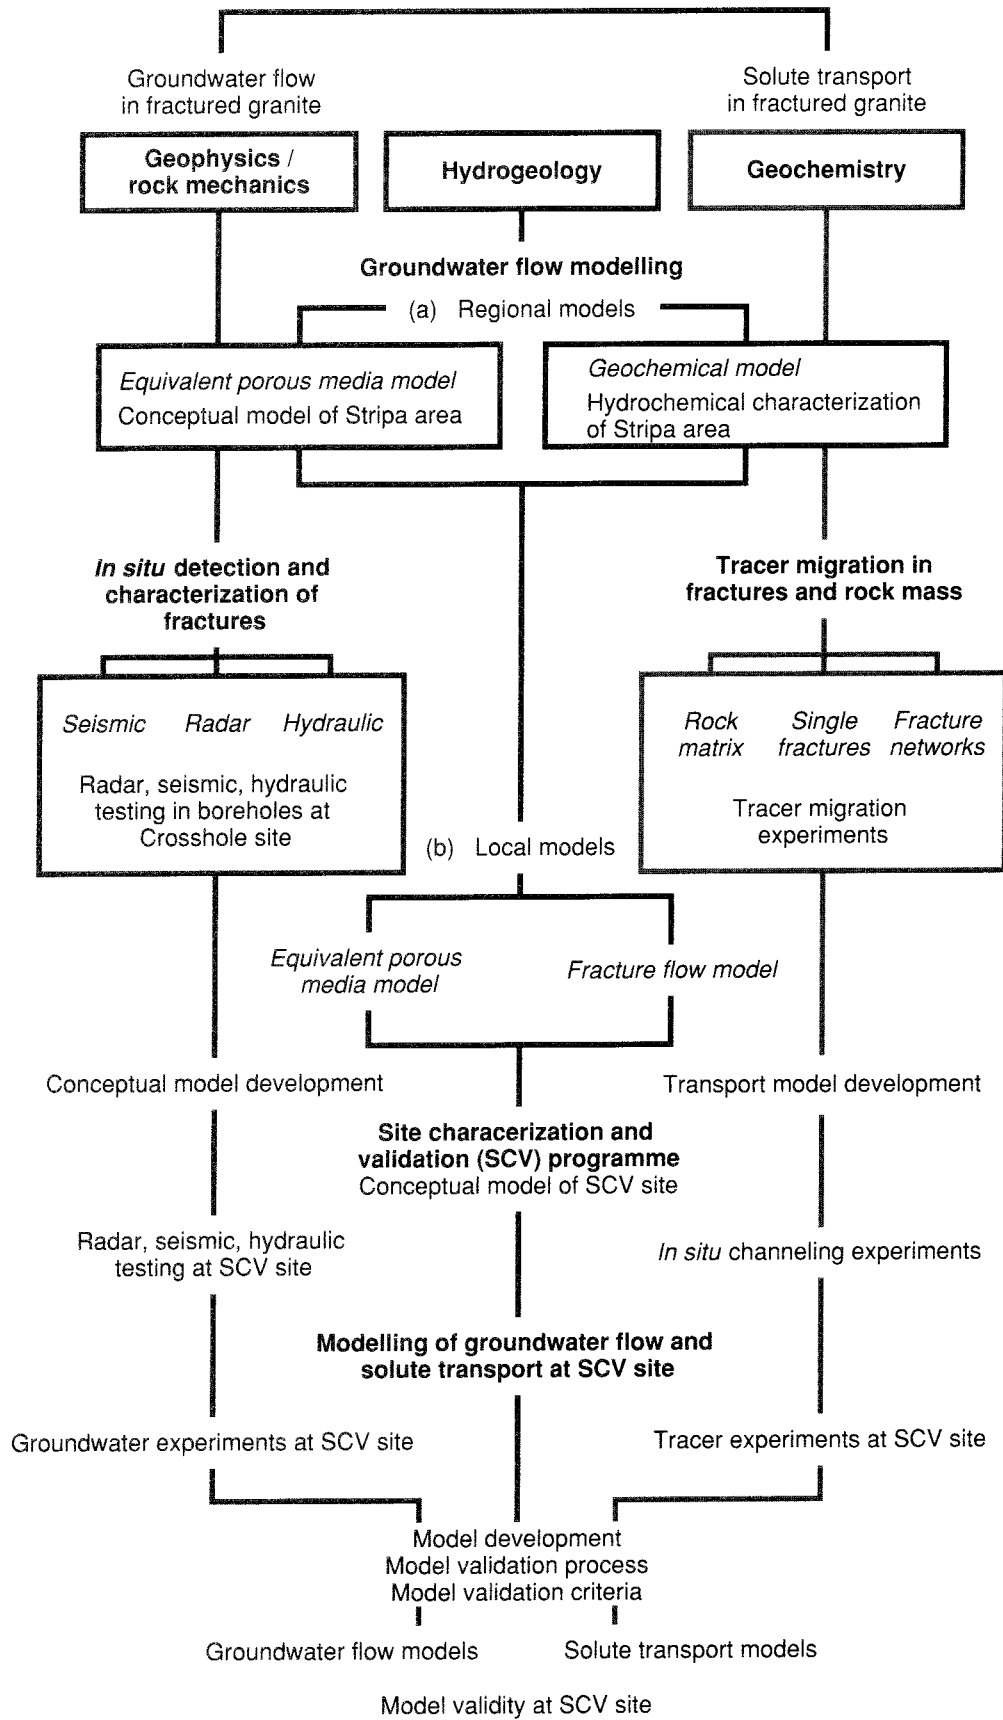 Groundwater flow
in fractured granite
Solute transport
in fractured granite
Geophysics /
rock mechanics
Hydrogeology
Geochemistry
Groundwater flow modelling
(a) Regional models
Equivalent porous media model
Conceptual model of Stripa area
Geochemical model
Hydrochemical characterization
of Stripa area
In situ detection and
characterization of
fractures
Tracer migration in
fractures and rock mass
Seismic Radar Hydraulic
Radar, seismic, hydraulic
testing in boreholes at
Crosshole site
Rock
matrix
Single
fractures
Fracture
networks
Tracer migration
experiments
(b) Local models
Equivalent porous
media model
Fracture flow model
Conceptual model development
Transport model development
Site characerization and
validation (SCV) programme
Conceptual model of SCV site
Radar, seismic, hydraulic
testing at SCV site
In situ channeling experiments
Modelling of groundwater flow and
solute transport at SCV site
Groundwater experiments at SCV site
Tracer experiments at SCV site
Model development
Model validation process
Model validation criteria
Groundwater flow models
Solute transport models
Model validity at SCV site